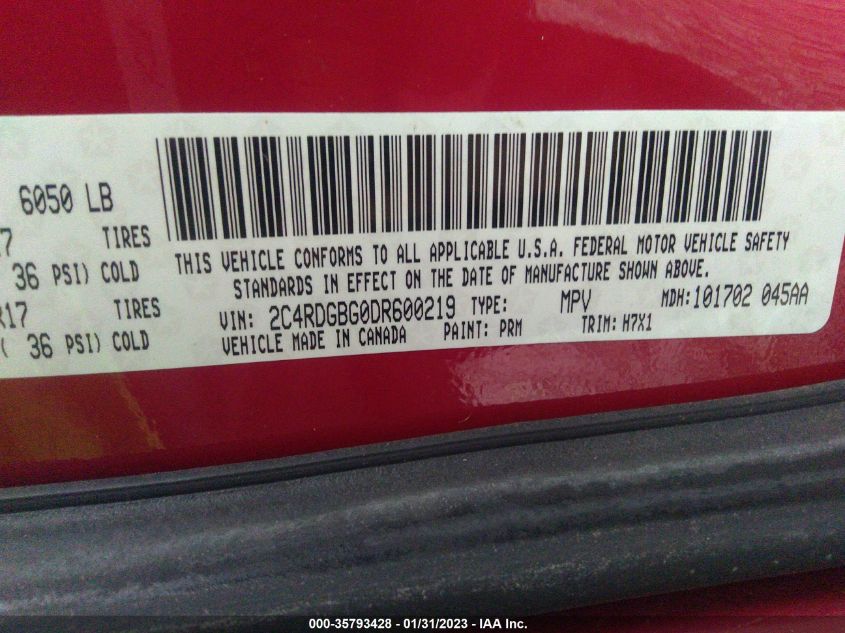 6050 LB
7 TIRES
( 36 PSI) COLD
R17 TIRES
( 36 PSI) COLD
THIS VEHICLE CONFORMS TO ALL APPLICABLE U.S.A. FEDERAL MOTOR VEHICLE SAFETY
STANDARDS IN EFFECT ON THE DATE OF MANUFACTURE SHOWN ABOVE.
VIN: 2C4RDGBG0DR600219 TYPE: MPV MDH:101702 045AA
VEHICLE MADE IN CANADA PAINT: PRM TRIM: H7X1
000-35793428 - 01/31/2023 - IAA Inc.